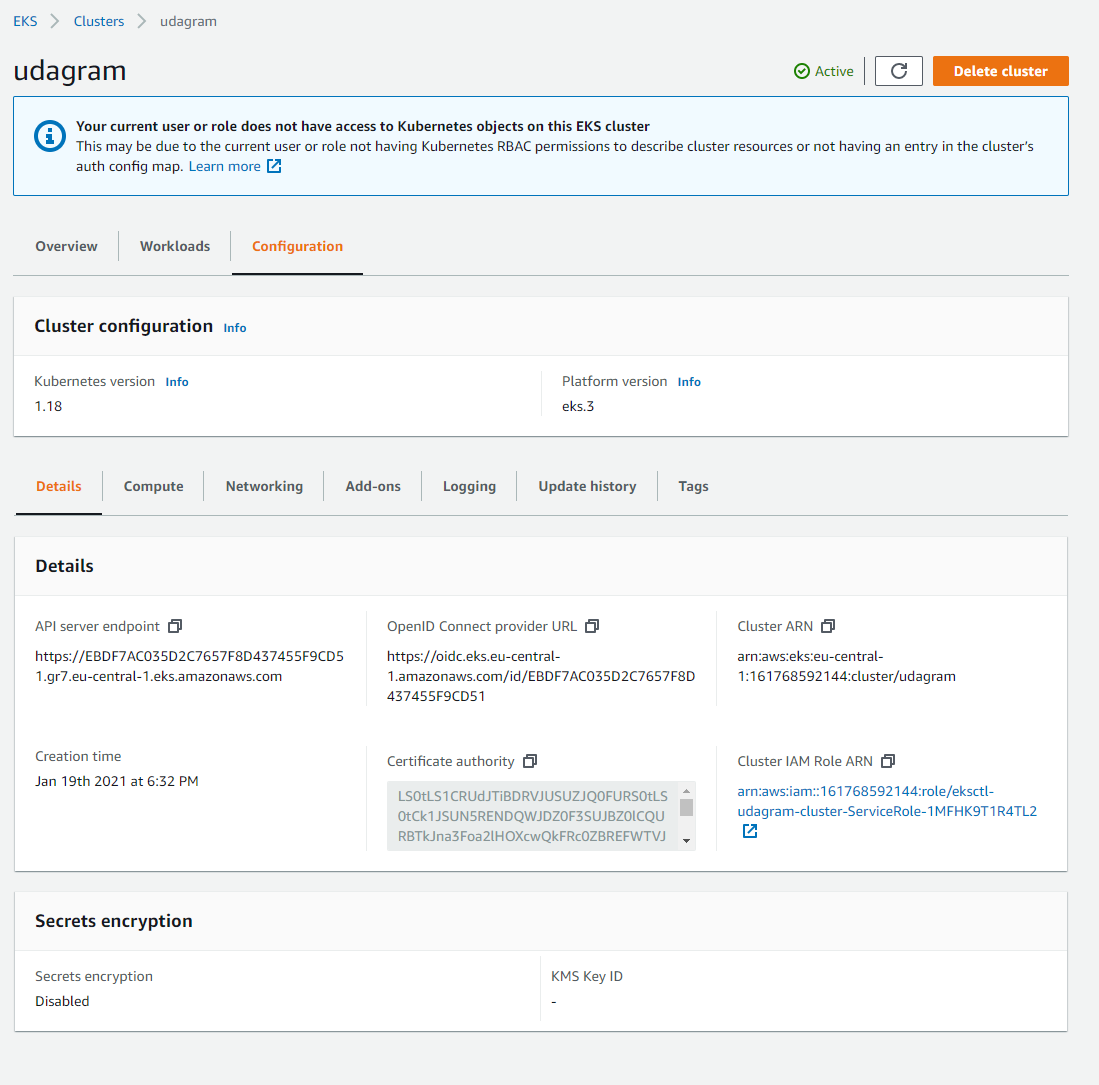 EKS > Clusters > udagram
udagram
Active
Delete cluster
Your current user or role does not have access to Kubernetes objects on this EKS cluster
This may be due to the current user or role not having Kubernetes RBAC permissions to describe cluster resources or not having an entry in the cluster's
auth config map. Learn more
Overview
Workloads
Configuration
Cluster configuration Info
Kubernetes version Info
1.18
Platform version Info
eks.3
Details
Compute
Networking
Add-ons
Logging
Update history
Tags
Details
API server endpoint
https://EBDF7AC035D2C7657F8D437455F9CD5
1.gr7.eu-central-1.eks.amazonaws.com
OpenID Connect provider URL
https://oidc.eks.eu-central-
1.amazonaws.com/id/EBDF7AC035D2C7657F8D
437455F9CD51
Cluster ARN
arn:aws:eks:eu-central-
1:161768592144:cluster/udagram
Creation time
Jan 19th 2021 at 6:32 PM
Certificate authority
LS0tLS1CRUdJTiBDRVJUSUZJQ0FURS0tLS
0tCk1JSUN5RENDQWJDZ0F3SUJBZ0lCQU
RBTkJna3Foa2lHOXcwQkFRc0ZBREFWTVJ
Cluster IAM Role ARN
arn:aws:iam::161768592144:role/eksctl-
udagram-cluster-ServiceRole-1MFHK9T1R4TL2
Secrets encryption
Secrets encryption
Disabled
KMS Key ID
-